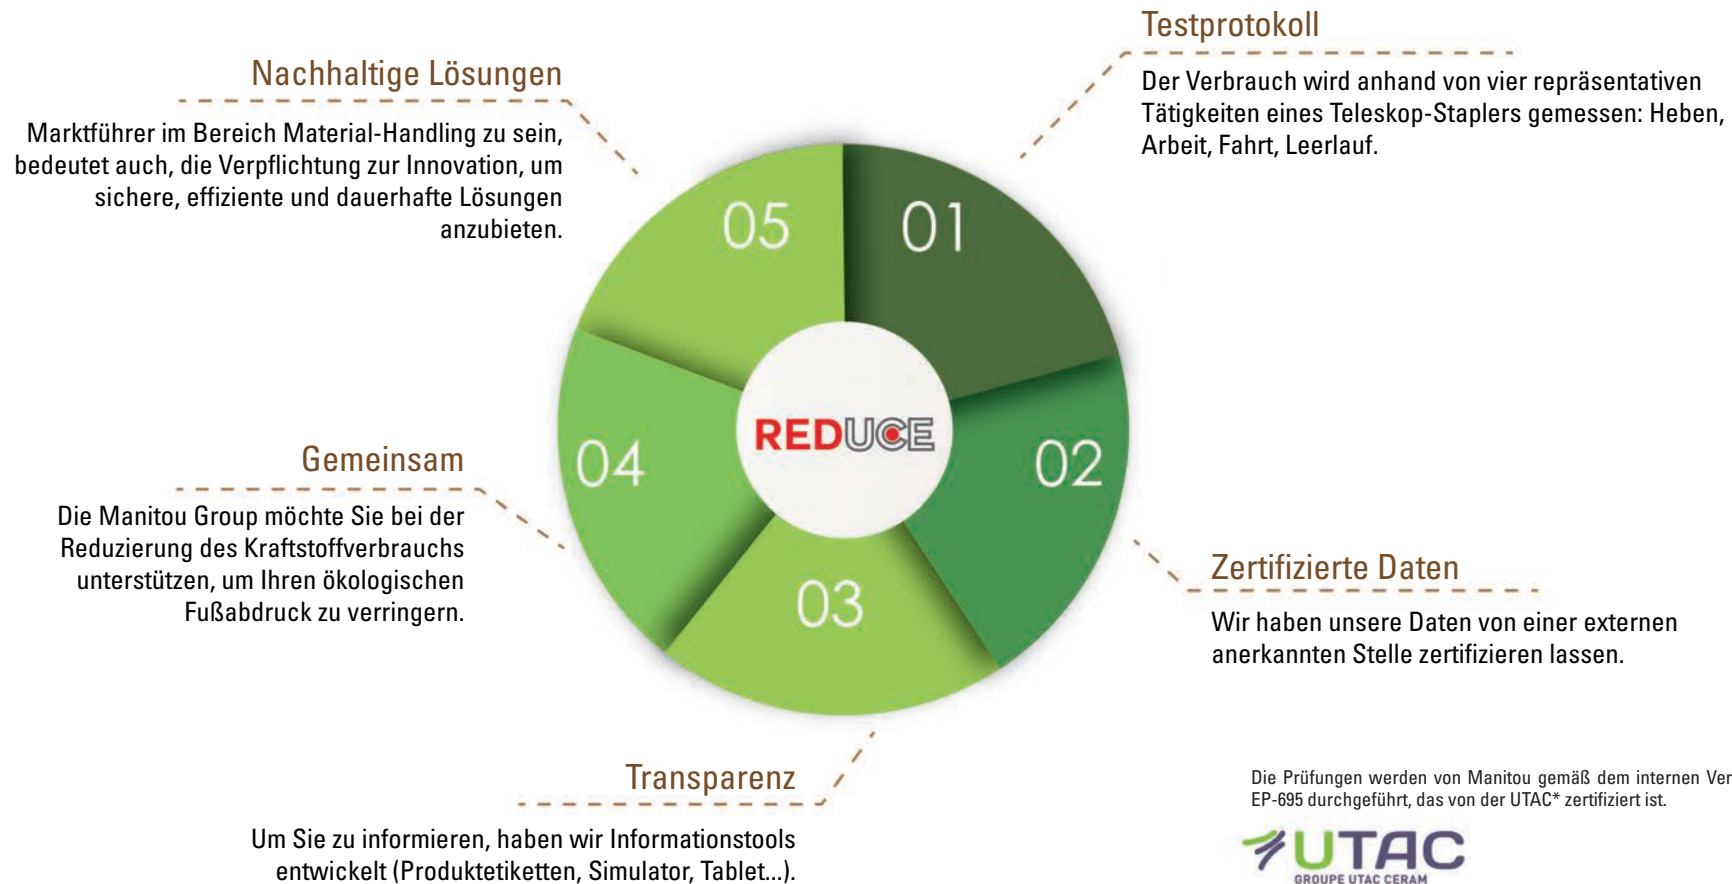 Testprotokoll
Der Verbrauch wird anhand von vier repräsentativen
Tätigkeiten eines Teleskop-Staplers gemessen: Heben,
Arbeit, Fahrt, Leerlauf.
Nachhaltige Lösungen
Marktführer im Bereich Material-Handling zu sein,
bedeutet auch, die Verpflichtung zur Innovation, um
sichere, effiziente und dauerhafte Lösungen
anzubieten.
05
01
REDUCE
04
02
03
Gemeinsam
Die Manitou Group möchte Sie bei der
Reduzierung des Kraftstoffverbrauchs
unterstützen, um Ihren ökologischen
Fußabdruck zu verringern.
Zertifizierte Daten
Wir haben unsere Daten von einer externen
anerkannten Stelle zertifizieren lassen.
Transparenz
Um Sie zu informieren, haben wir Informationstools
entwickelt (Produktetiketten, Simulator, Tablet...).
Die Prüfungen werden von Manitou gemäß dem internen Ver
EP-695 durchgeführt, das von der UTAC* zertifiziert ist.
UTAC
GROUPE UTAC CERAM